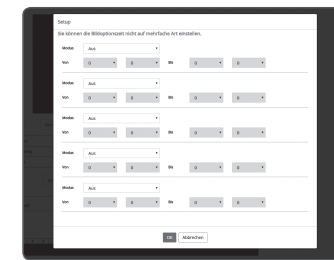 Setup
Sie können die Bildoptionszeit nicht auf mehrfache Art einstellen.
Modus Aus
Von 0 0 Bis 0 0
Modus Aus
Von 0 0 Bis 0 0
Modus Aus
Von 0 0 Bis 0 0
Modus Aus
Von 0 0 Bis 0 0
Modus Aus
Von 0 0 Bis 0 0
OK Abbrechen